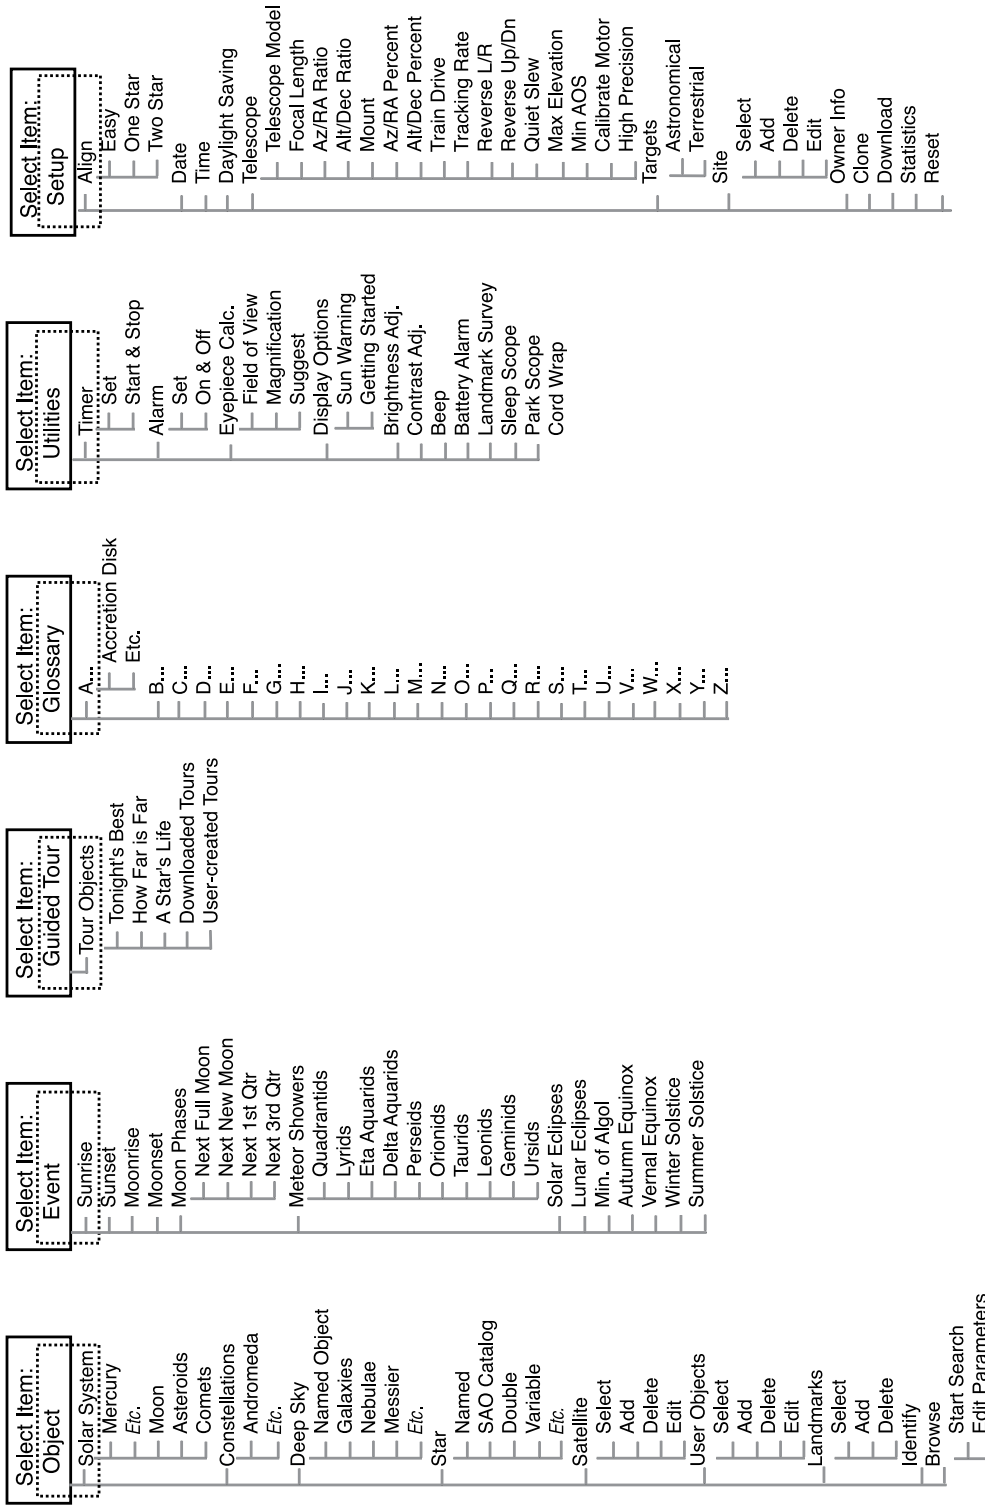 Select Item:
Object
Solar System
Mercury
Etc.
Moon
Asteroids
Comets
Constellations
Andromeda
Etc.
Deep Sky
Named Object
Galaxies
Nebulae
Messier
Etc.
Star
Named
SAO Catalog
Double
Variable
Etc.
Satellite
Select
Add
Delete
Edit
User Objects
Select
Add
Delete
Edit
Landmarks
Select
Add
Delete
Identify
Browse
Start Search
Edit Parameters
Select Item:
Event
Sunrise
Sunset
Moonrise
Moonset
Moon Phases
Next Full Moon
Next New Moon
Next 1st Qtr
Next 3rd Qtr
Meteor Showers
Quadrantids
Lyrids
Eta Aquarids
Delta Aquarids
Perseids
Orionids
Taurids
Leonids
Geminids
Ursids
Solar Eclipses
Lunar Eclipses
Min. of Algol
Autumn Equinox
Vernal Equinox
Winter Solstice
Summer Solstice
Select Item:
Guided Tour
Tour Objects
Tonight's Best
How Far is Far
A Star's Life
Downloaded Tours
User-created Tours
Select Item:
Glossary
A...
Accretion Disk
Etc.
B...
C...
D...
E...
F...
G...
H...
I...
J...
K...
L...
M...
N...
O...
P...
Q...
R...
S...
T...
U...
V...
W...
X...
Y...
Z...
Select Item:
Utilities
Timer
Set
Start & Stop
Alarm
Set
On & Off
Eyepiece Calc.
Field of View
Magnification
Suggest
Display Options
Sun Warning
Getting Started
Brightness Adj.
Contrast Adj.
Beep
Battery Alarm
Landmark Survey
Sleep Scope
Park Scope
Cord Wrap
Select Item:
Setup
Align
Easy
One Star
Two Star
Date
Time
Daylight Saving
Telescope
Telescope Model
Focal Length
Az/RA Ratio
Alt/Dec Ratio
Mount
Az/RA Percent
Alt/Dec Percent
Train Drive
Tracking Rate
Reverse L/R
Reverse Up/Dn
Quiet Slew
Max Elevation
Min AOS
Calibrate Motor
High Precision
Targets
Astronomical
Terrestrial
Site
Select
Add
Delete
Edit
Owner Info
Clone
Download
Statistics
Reset